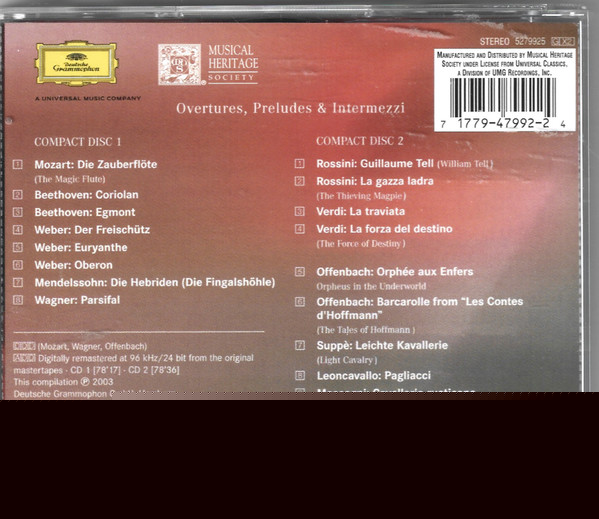 Deutsche
Grammophon
A UNIVERSAL MUSIC COMPANY
MUSICAL
HERITAGE
SOCIETY
STEREO 5279925
MANUFACTURED AND DISTRIBUTED BY MUSICAL HERITAGE
SOCIETY UNDER LICENSE FROM UNIVERSAL CLASSICS,
A DIVISION OF UMG RECORDINGS, INC.
7 1779-47992-2 4
Overtures, Preludes & Intermezzi
COMPACT DISC 1
1 Mozart: Die Zauberflöte
(The Magic Flute)
2 Beethoven: Coriolan
3 Beethoven: Egmont
4 Weber: Der Freischütz
5 Weber: Euryanthe
6 Weber: Oberon
7 Mendelssohn: Die Hebriden (Die Fingalshöhle)
8 Wagner: Parsifal
DDD (Mozart, Wagner, Offenbach)
ADD Digitally remastered at 96 kHz/24 bit from the original
mastertapes · CD 1 [78'17] · CD 2 [78'36]
This compilation ℗ 2003
Deutsche Grammophon
COMPACT DISC 2
1 Rossini: Guillaume Tell (William Tell)
2 Rossini: La gazza ladra
(The Thieving Magpie)
3 Verdi: La traviata
4 Verdi: La forza del destino
(The Force of Destiny)
5 Offenbach: Orphée aux Enfers
Orpheus in the Underworld
6 Offenbach: Barcarolle from "Les Contes
d'Hoffmann"
(The Tales of Hoffmann)
7 Suppè: Leichte Kavallerie
(Light Cavalry)
8 Leoncavallo: Pagliacci